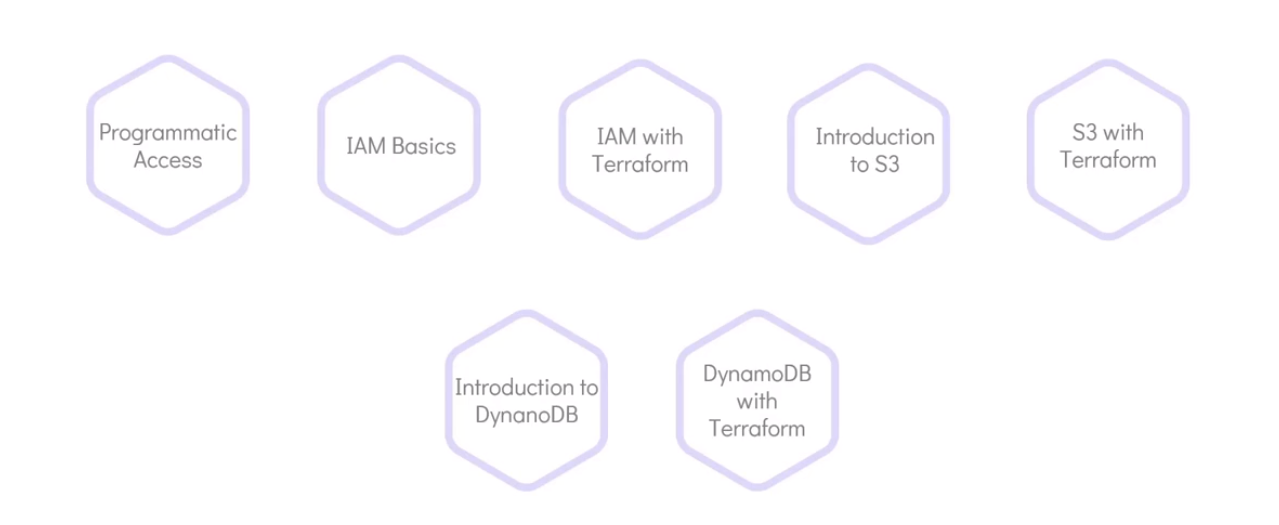 Programmatic
Access
IAM Basics
IAM with
Terraform
Introduction
to S3
S3 with
Terraform
Introduction to
DynanoDB
DynamoDB
with
Terraform